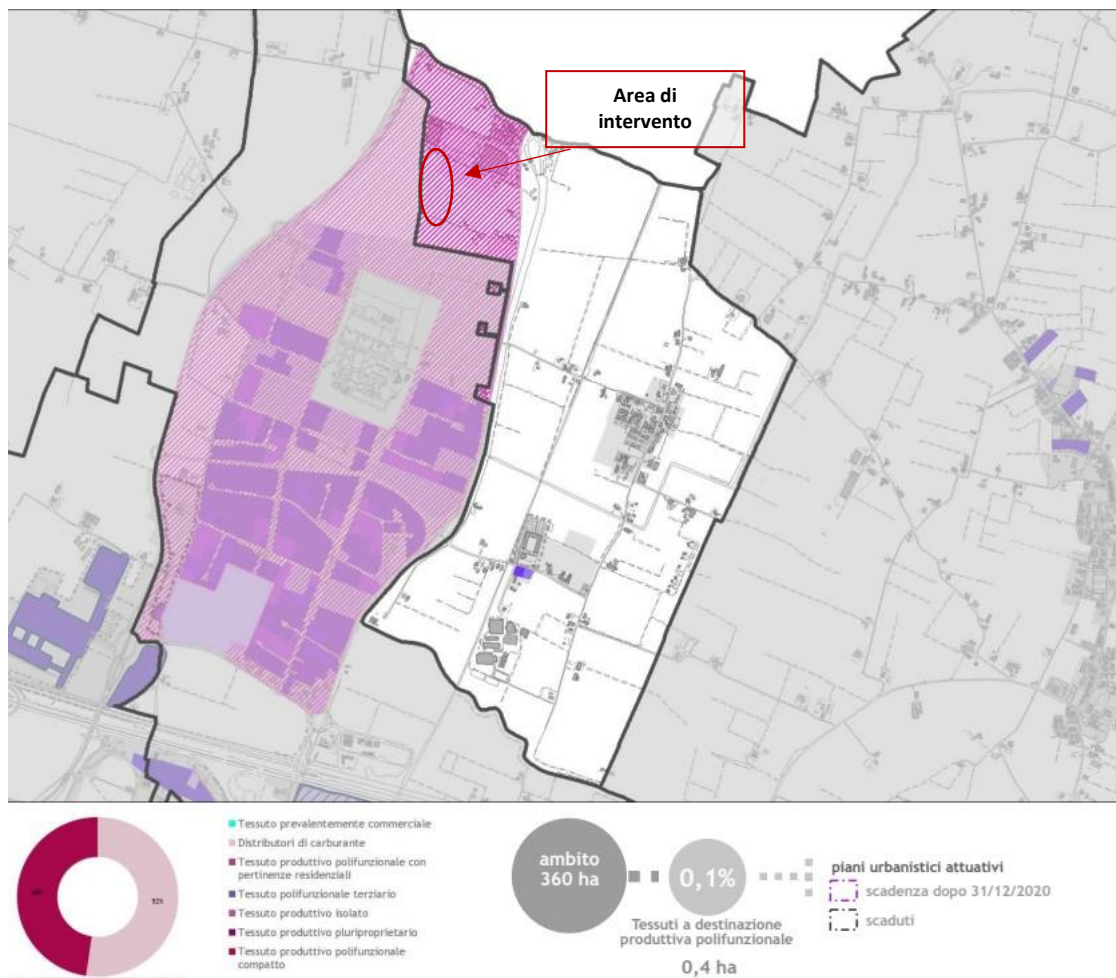 Area di
intervento
Tessuto prevalentemente commerciale
Distributori di carburante
Tessuto produttivo polifunzionale con
pertinenze residenziali
Tessuto polifunzionale terziario
Tessuto produttivo isolato
Tessuto produttivo pluriproprietario
Tessuto produttivo polifunzionale
compatto
ambito
360 ha
0,1%
Tessuti a destinazione
produttiva polifunzionale
0,4 ha
piani urbanistici attuativi
scadenza dopo 31/12/2020
scaduti